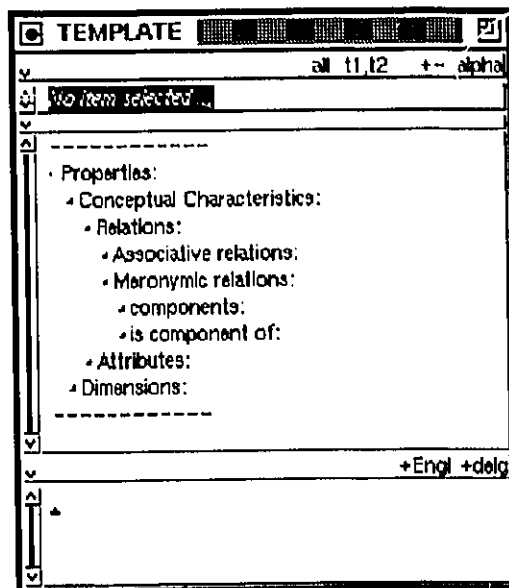 TEMPLATE
all t1,t2 +- alpha
No item selected ...
-------------
Properties:
Conceptual Characteristics:
Relations:
Associative relations:
Meronymic relations:
components:
is component of:
Attributes:
Dimensions:
-------------
+Engl +delg